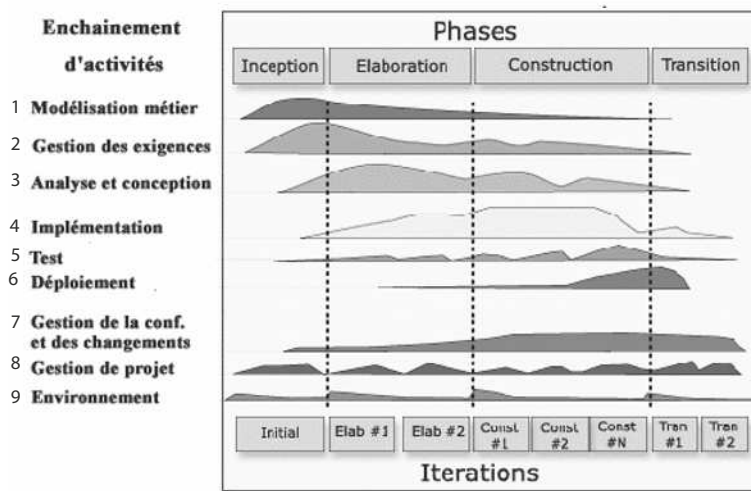 Enchainement
d'activités
Phases
Inception Elaboration Construction Transition
1 Modélisation métier
2 Gestion des exigences
3 Analyse et conception
4 Implémentation
5 Test
6 Déploiement
7 Gestion de la conf.
et des changements
8 Gestion de projet
9 Environnement
Initial
Elab #1
Elab #2
Const
#1
Const
#2
Const
#N
Tran
#1
Tran
#2
Iterations